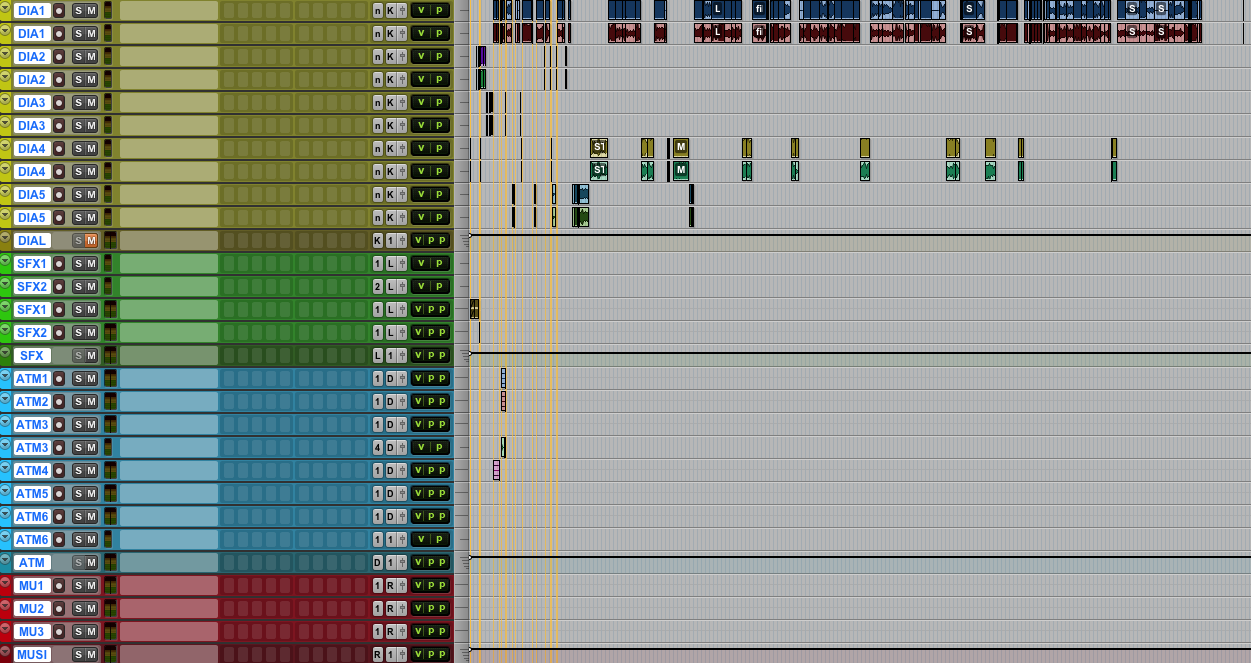 DIA1 S M n K V P L fi S S S
DIA1 S M n K V P L fi S S S
DIA2 S M n K V P
DIA2 S M n K V P
DIA3 S M n K V P
DIA3 S M n K V P
DIA4 S M n K V P M
DIA4 S M n K V P M
DIA5 S M n K V P
DIA5 S M n K V P
DIAL S M K 1 V P P
SFX1 S M 1 L V P
SFX2 S M 2 L V P
SFX1 S M 1 L V P P
SFX2 S M 1 L V P P
SFX S M L 1 V P P
ATM1 S M 1 D V P P
ATM2 S M 1 D V P P
ATM3 S M 1 D V P P
ATM3 S M 4 D V P
ATM4 S M 1 D V P P
ATM5 S M 1 D V P P
ATM6 S M 1 D V P P
ATM6 S M 1 1 V P
ATM S M D 1 V P P
MU1 S M 1 R V P P
MU2 S M 1 R V P P
MU3 S M 1 R V P P
MUSI S M R 1 V P P